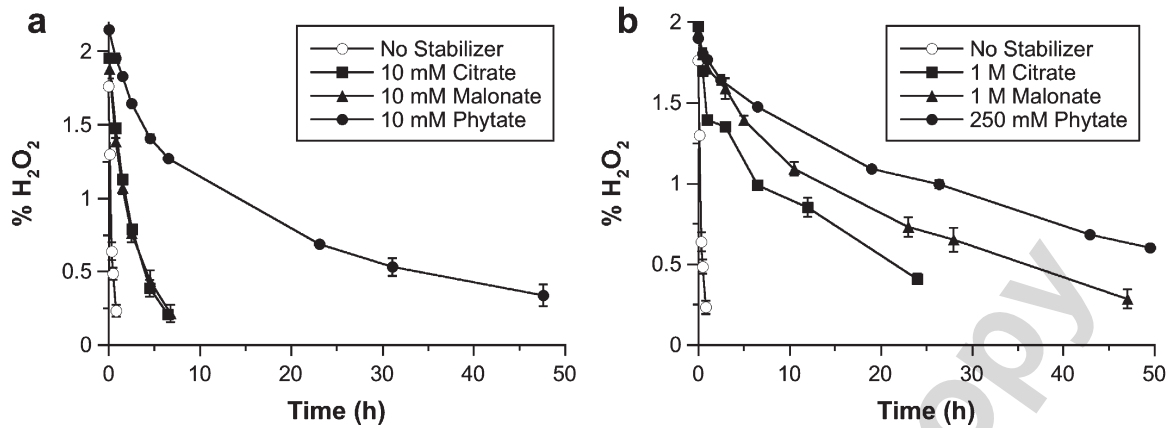 a
No Stabilizer
10 mM Citrate
10 mM Malonate
10 mM Phytate
% H₂O₂
2
1.5
1
0.5
0
0 10 20 30 40 50
Time (h)
b
No Stabilizer
1 M Citrate
1 M Malonate
250 mM Phytate
% H₂O₂
2
1.5
1
0.5
0
0 10 20 30 40 50
Time (h)
opy